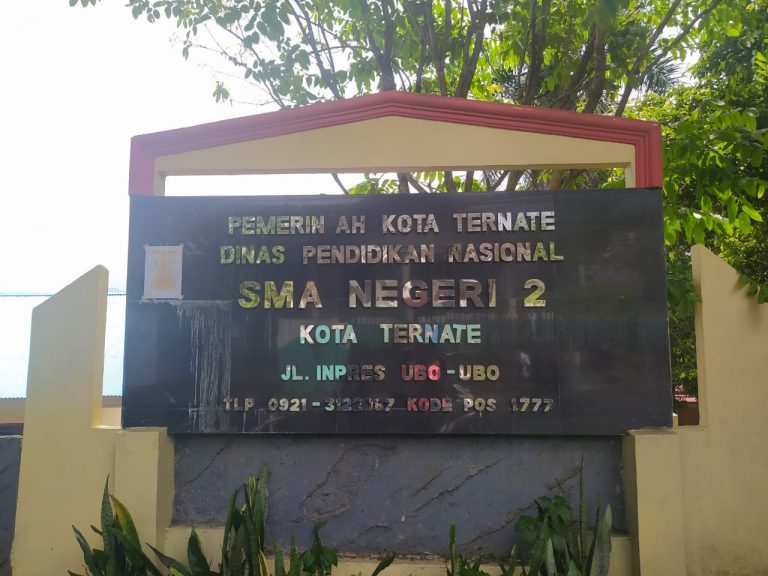 PEMERIN AH KOTA TERNATE
DINAS PENDIDIKAN NASIONAL
SMA NEGERI 2
KOTA TERNATE
JL. INPRES UBO - UBO
TLP 0921 - KODE POS 1777